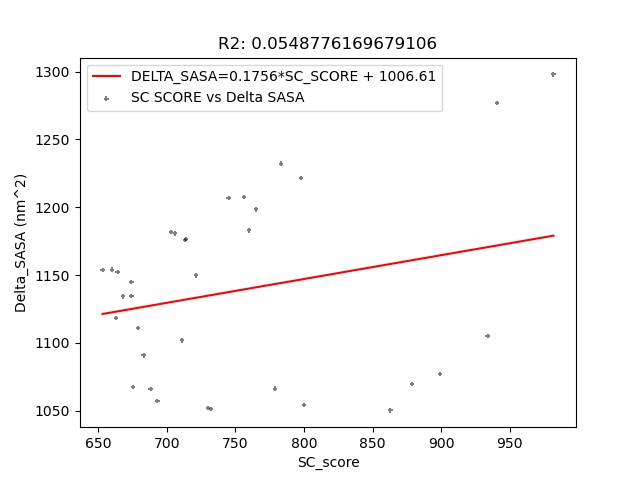 R2: 0.0548776169679106
DELTA_SASA=0.1756*SC_SCORE + 1006.61
SC SCORE vs Delta SASA
1300
1250
1200
1150
1100
1050
Delta_SASA (nm^2)
650 700 750 800 850 900 950
SC_score